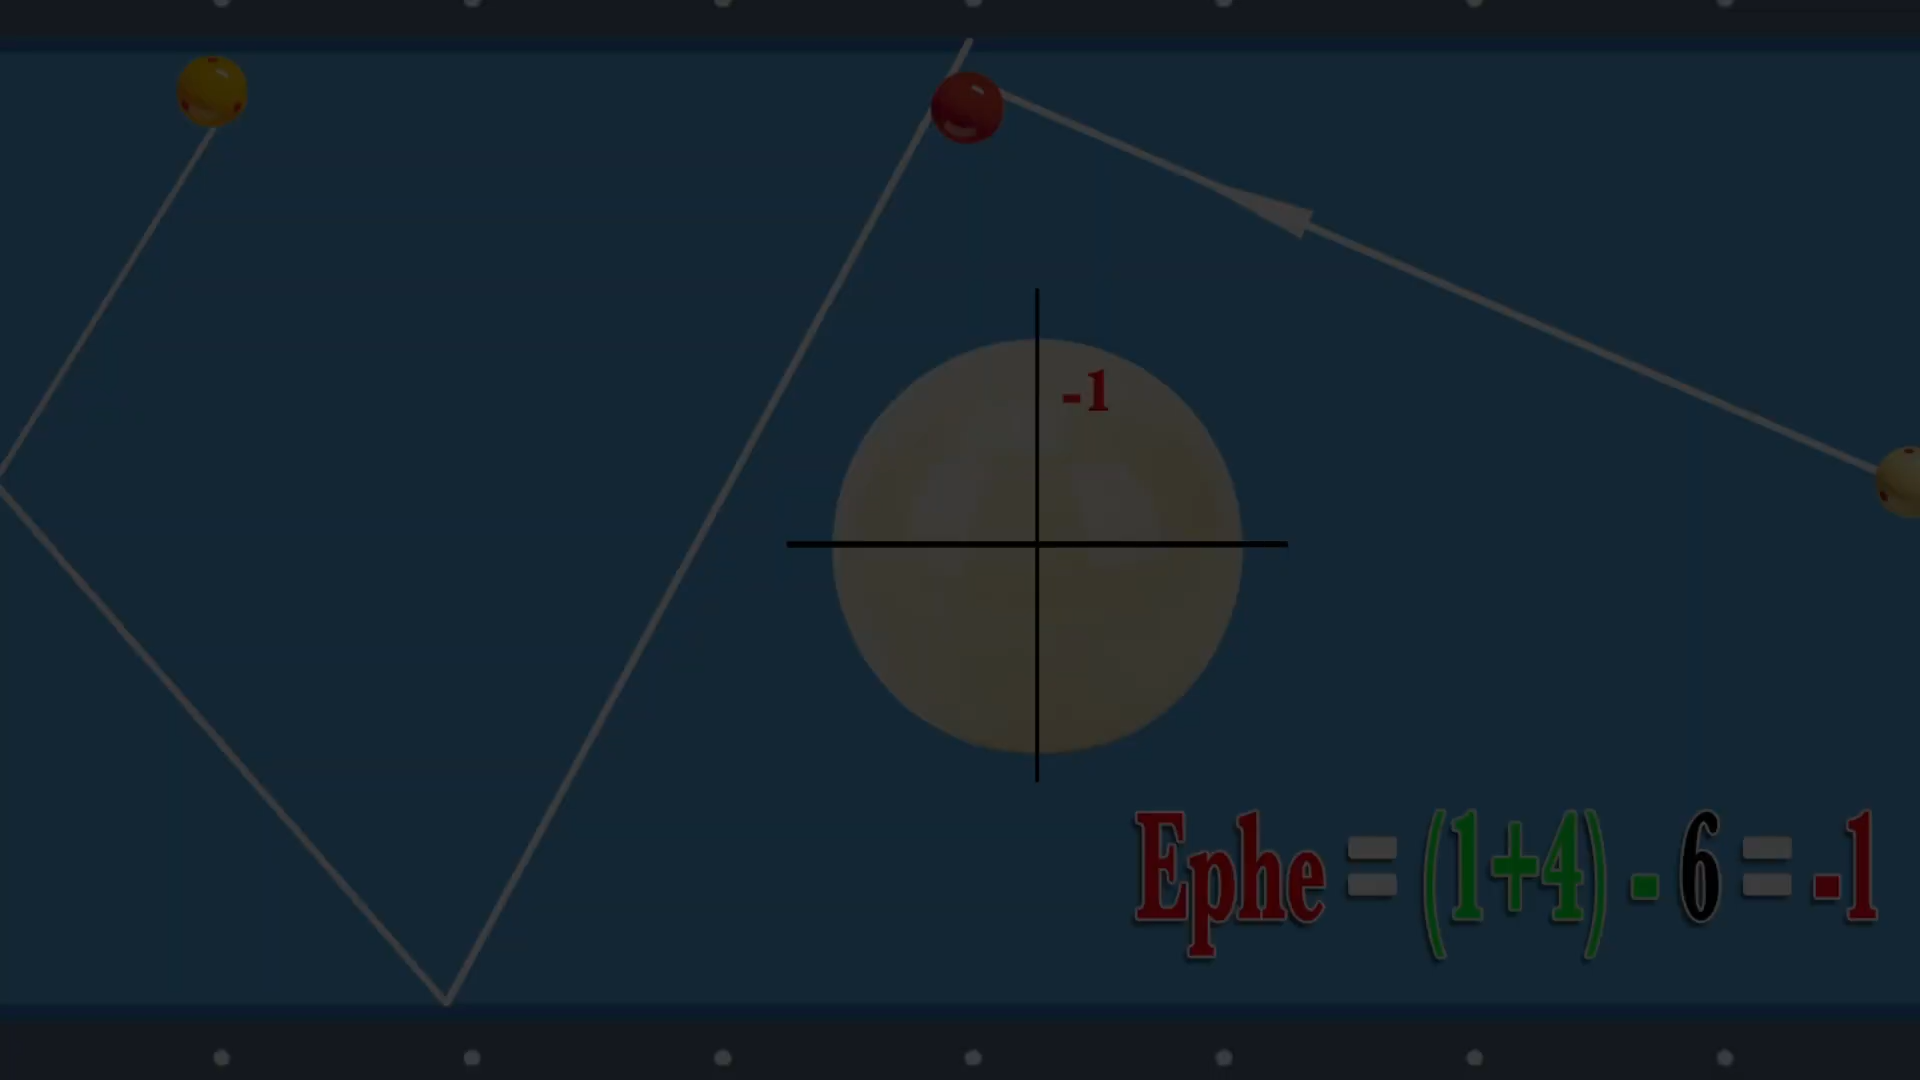 -1
Ephe = (1+4) - 6 = -1